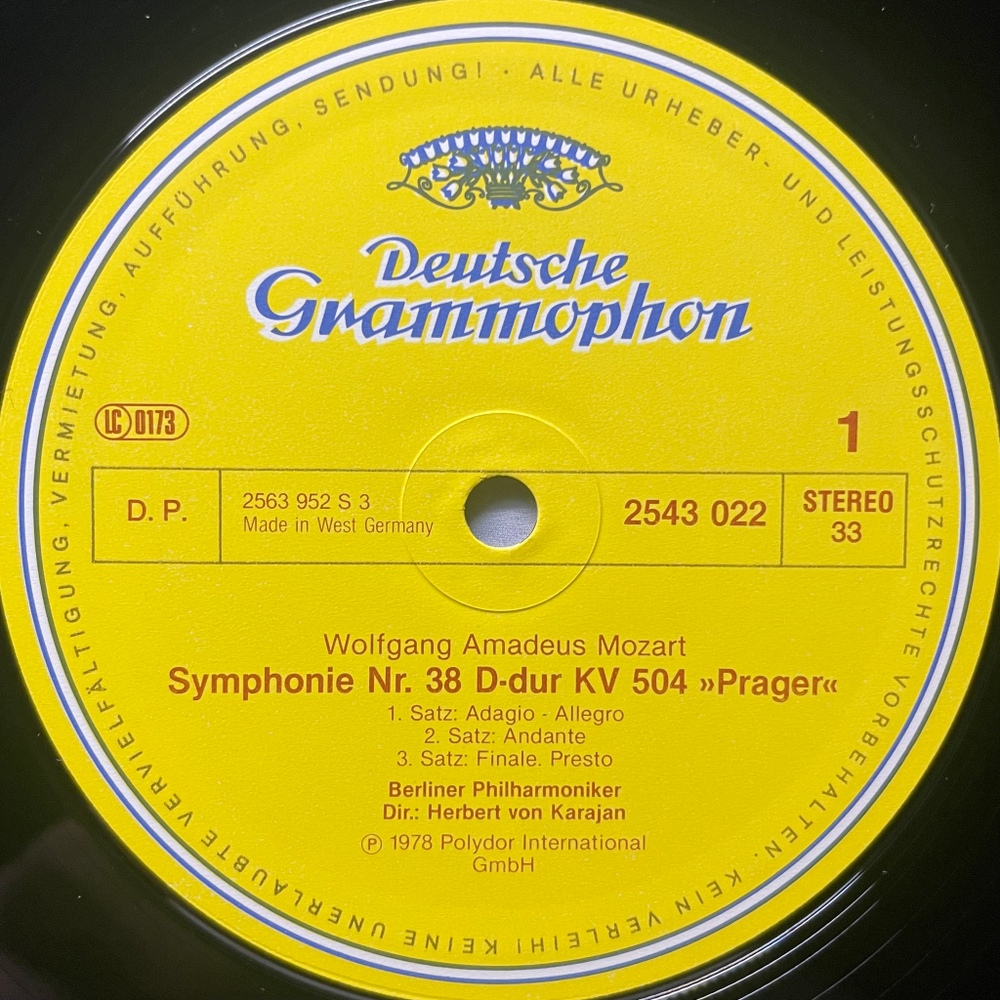 ALLE URHEBER- UND LEISTUNGSSCHUTZRECHTE VORBEHALTEN. KEIN VERLEIH! KEINE UNERLAUBTE VERVIELFÄLTIGUNG, VERMIETUNG, AUFFÜHRUNG, SENDUNG! ·
Deutsche
Grammophon
LC 0173
1
D. P.
2563 952 S 3
Made in West Germany
2543 022
STEREO
33
Wolfgang Amadeus Mozart
Symphonie Nr. 38 D-dur KV 504 »Prager«
1. Satz: Adagio - Allegro
2. Satz: Andante
3. Satz: Finale. Presto
Berliner Philharmoniker
Dir.: Herbert von Karajan
℗ 1978 Polydor International
GmbH